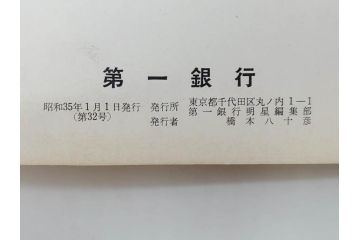 第一銀行
昭和35年1月1日発行 発行所 東京都千代田区丸ノ内1—1
(第32号) 第一銀行明星編集部
発行者 橋本八十彦